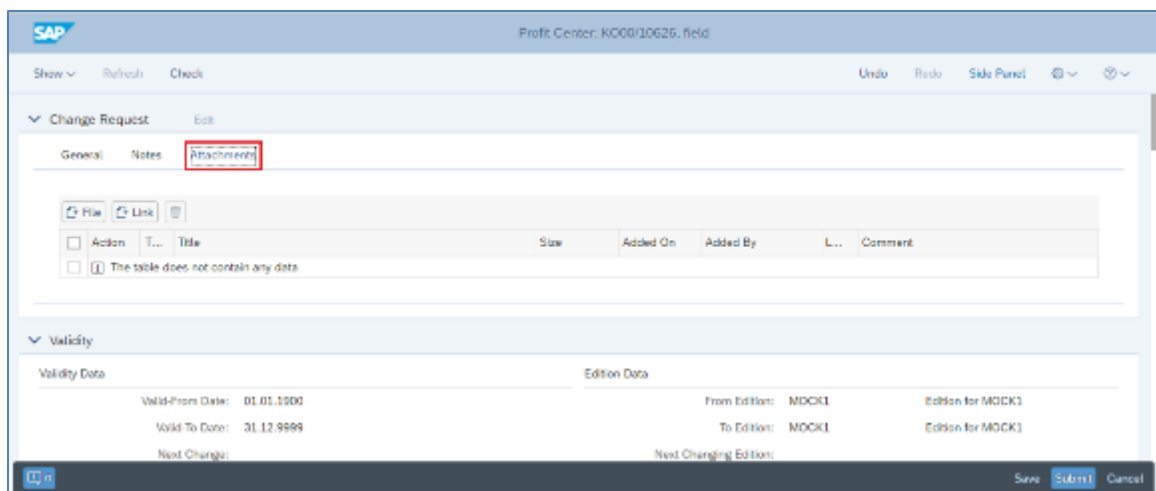 SAP Profit Center: KO00/10626, field
Show Refresh Check Undo Redo Side Panel
Change Request Edit
General Notes Attachments
File Link
Action T... Title Size Added On Added By L... Comment
The table does not contain any data
Validity
Validity Data Edition Data
Valid-From Date: 01.01.1900 From Edition: MOCK1 Edition for MOCK1
Valid-To Date: 31.12.9999 To Edition: MOCK1 Edition for MOCK1
Next Change: Next Changing Edition:
Save Submit Cancel